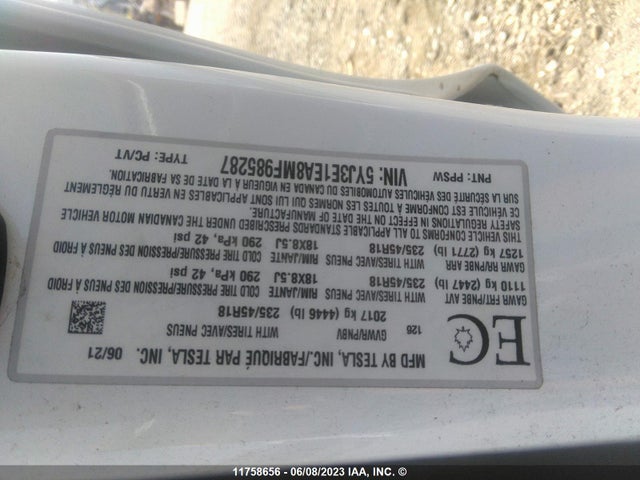 MFD BY TESLA, INC./FABRIQUÉ PAR TESLA, INC. 06/21
EC
126
GVWR/PNBV WITH TIRES/AVEC PNEUS
2017 kg (4446 lb) 235/45R18
GAWR FRT/PNBE AVT WITH TIRES/AVEC PNEUS RIM/JANTE COLD TIRE PRESSURE/PRESSION DES PNEUS À FROID
1110 kg (2447 lb) 235/45R18 18X8.5J 290 kPa, 42 psi
GAWR RR/PNBE ARR WITH TIRES/AVEC PNEUS RIM/JANTE COLD TIRE PRESSURE/PRESSION DES PNEUS À FROID
1257 kg (2771 lb) 235/45R18 18X8.5J 290 kPa, 42 psi
THIS VEHICLE CONFORMS TO ALL APPLICABLE STANDARDS PRESCRIBED UNDER THE CANADIAN MOTOR VEHICLE
SAFETY REGULATIONS IN EFFECT ON THE DATE OF MANUFACTURE.
CE VÉHICULE EST CONFORME À TOUTES LES NORMES QUI LUI SONT APPLICABLES EN VERTU DU RÈGLEMENT
SUR LA SÉCURITÉ DES VÉHICULES AUTOMOBILES DU CANADA EN VIGUEUR À LA DATE DE SA FABRICATION.
PNT: PPSW VIN: 5YJ3E1EA8MF985287 TYPE: PC/VT
11758656 - 06/08/2023 IAA, INC. ©